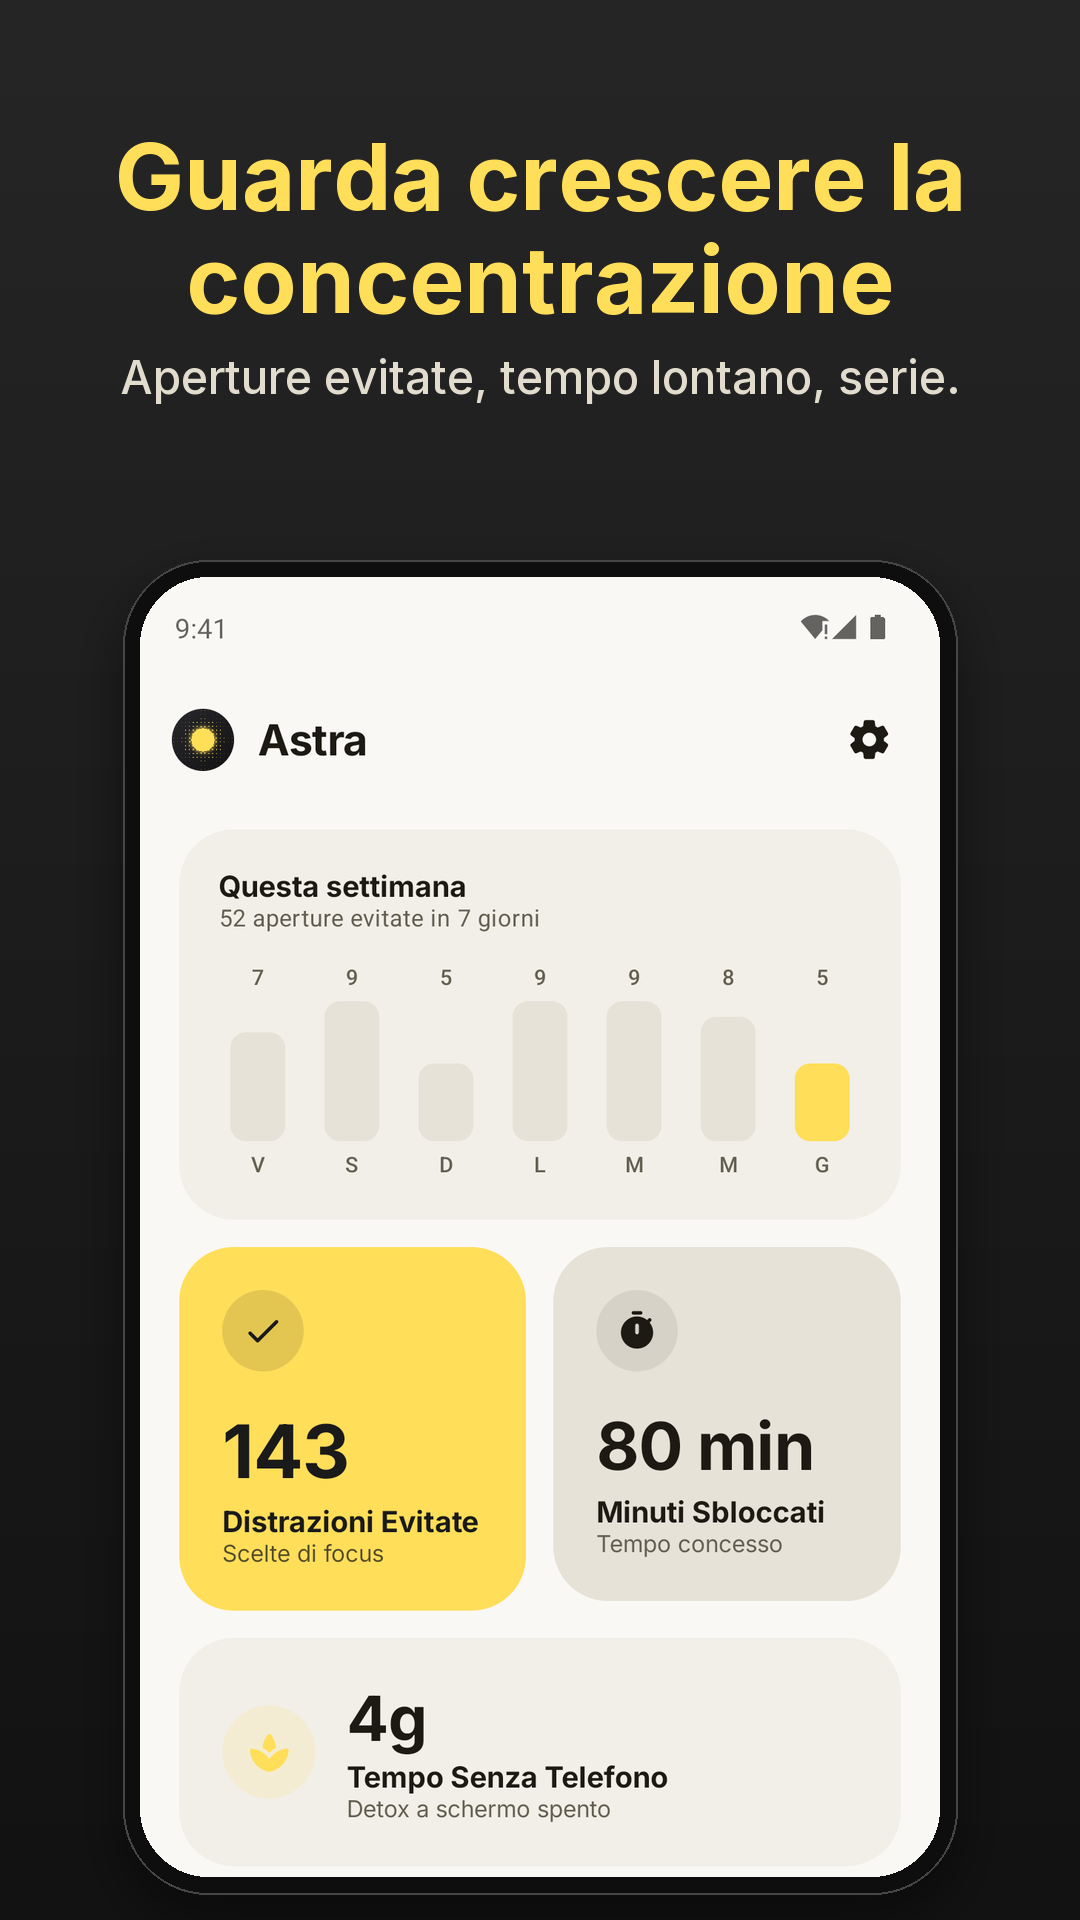 Guarda crescere la
concentrazione
Aperture evitate, tempo lontano, serie.
9:41
Astra
Questa settimana
52 aperture evitate in 7 giorni
7 9 5 9 9 8 5
V S D L M M G
143
Distrazioni Evitate
Scelte di focus
80 min
Minuti Sbloccati
Tempo concesso
4g
Tempo Senza Telefono
Detox a schermo spento